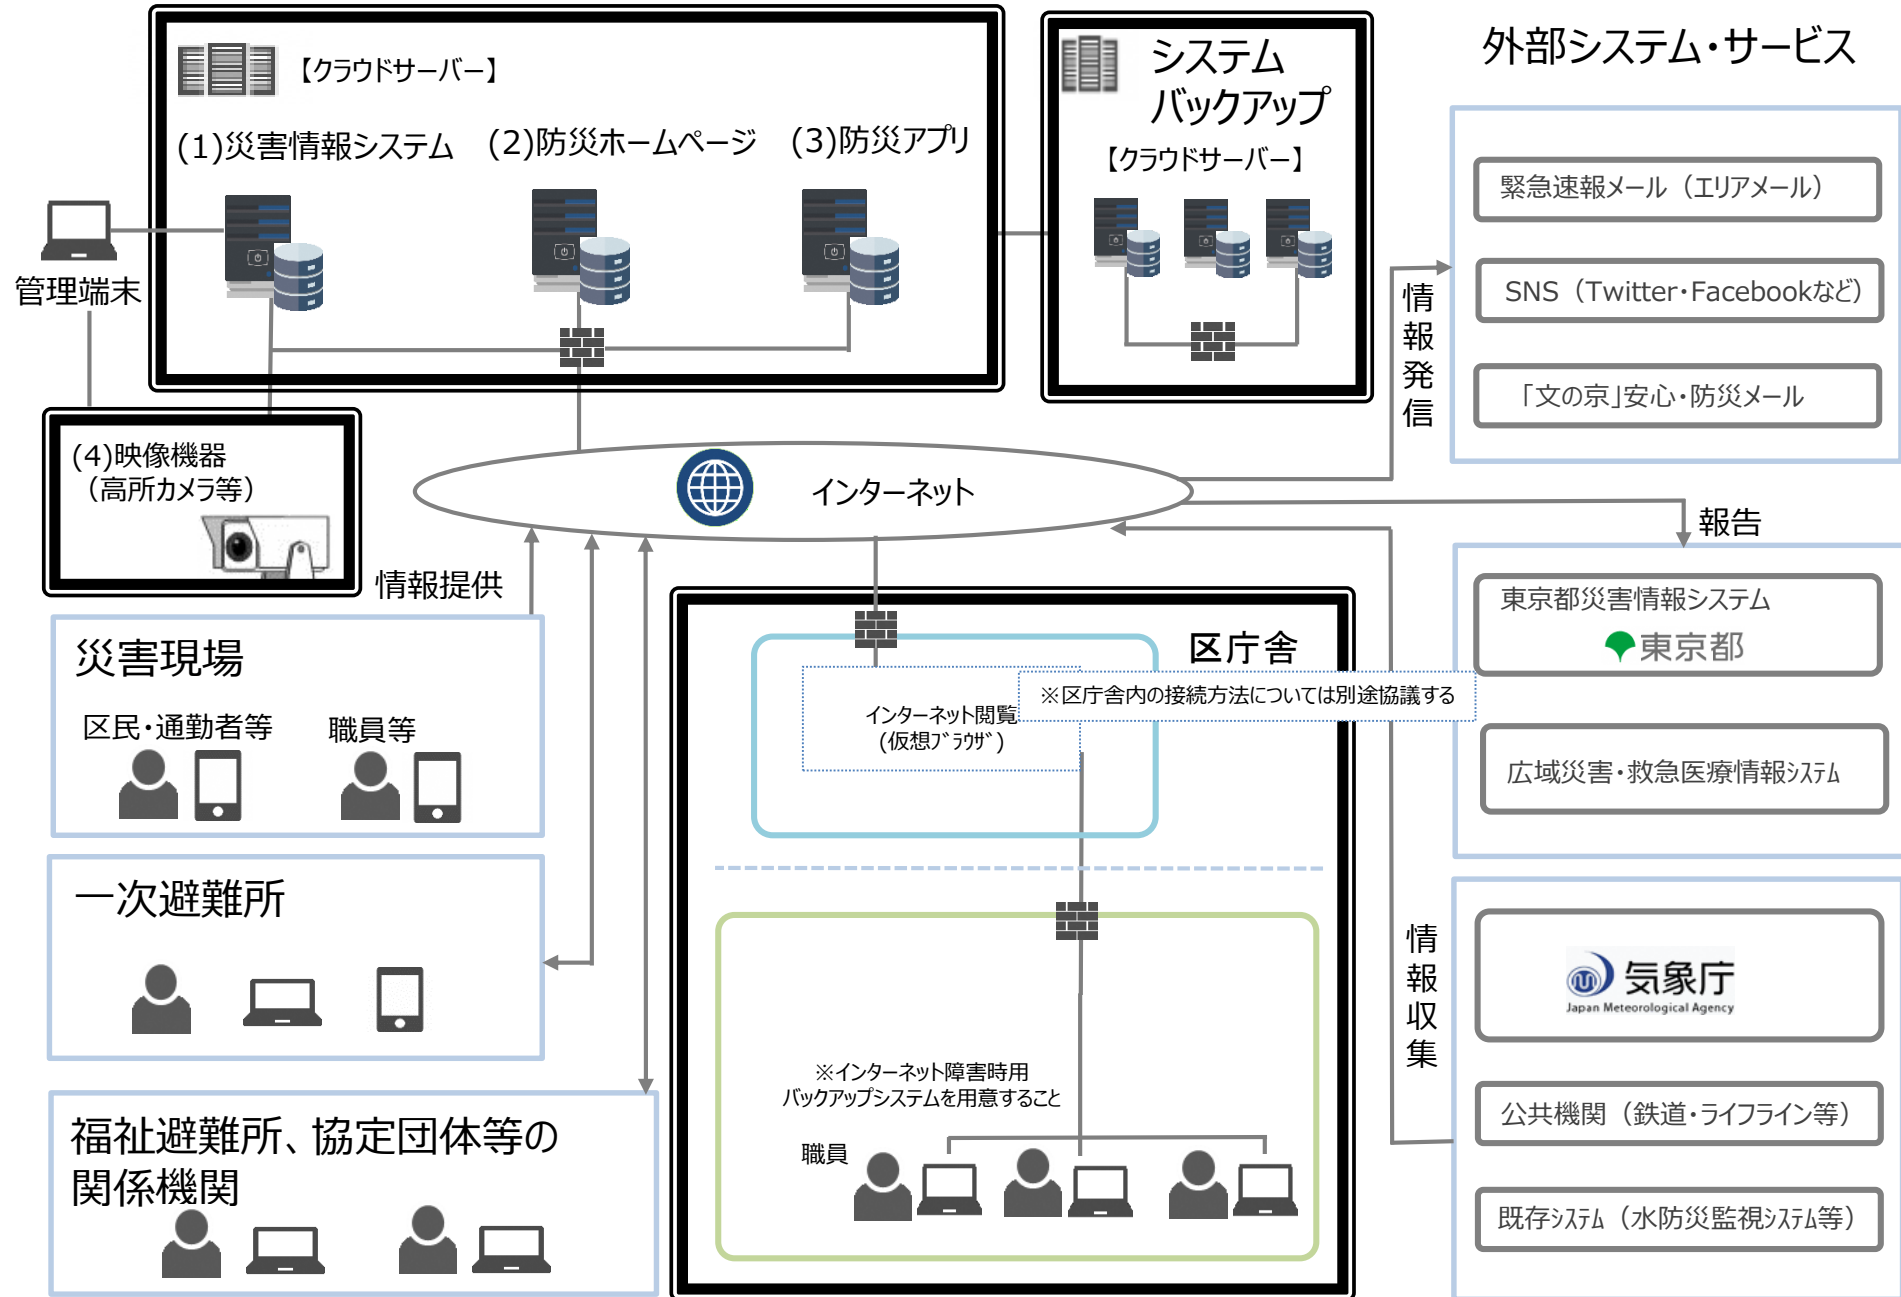 【クラウドサーバー】
(1)災害情報システム
(2)防災ホームページ
(3)防災アプリ
システム
バックアップ
【クラウドサーバー】
外部システム・サービス
緊急速報メール（エリアメール）
SNS（Twitter・Facebookなど）
「文の京」安心・防災メール
管理端末
情報発信
(4)映像機器
（高所カメラ等）
インターネット
報告
情報提供
東京都災害情報システム
東京都
広域災害・救急医療情報ｼｽﾃﾑ
災害現場
区民・通勤者等
職員等
区庁舎
※区庁舎内の接続方法については別途協議する
インターネット閲覧
(仮想ﾌﾞﾗｳｻﾞ)
一次避難所
情報収集
気象庁
Japan Meteorological Agency
公共機関（鉄道・ライフライン等）
既存ｼｽﾃﾑ（水防災監視ｼｽﾃﾑ等）
※インターネット障害時用
バックアップシステムを用意すること
職員
福祉避難所、協定団体等の
関係機関